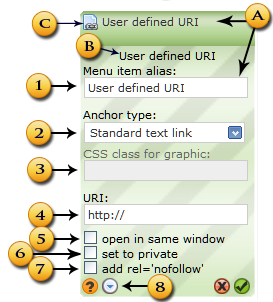 C
User defined URI
A
B
User defined URI
Menu item alias:
1
User defined URI
Anchor type:
2
Standard text link
CSS class for graphic:
3
URI:
4
http://
5
open in same window
6
set to private
7
add rel='nofollow'
?
8